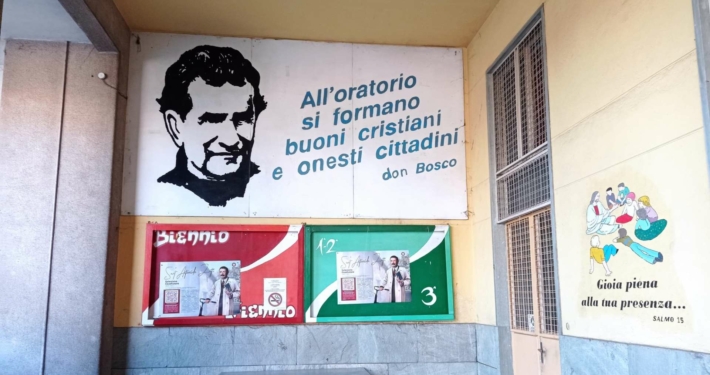 All'oratorio
si formano
buoni cristiani
e onesti cittadini
don Bosco
BIENNIO
BIENNIO
1-2
3
Gioia piena
alla tua presenza...
SALMO 15